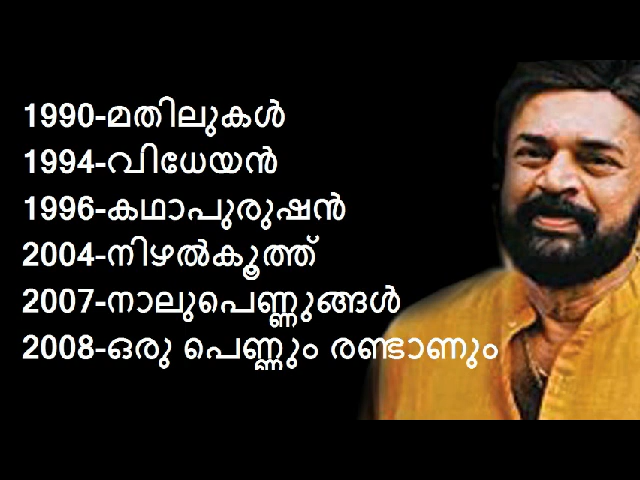 1990-മതിലുകൾ
1994-വിധേയൻ
1996-കഥാപുരുഷൻ
2004-നിഴൽകൂത്ത്
2007-നാലുപെണ്ണുങ്ങൾ
2008-ഒരു പെണ്ണും രണ്ടാണും